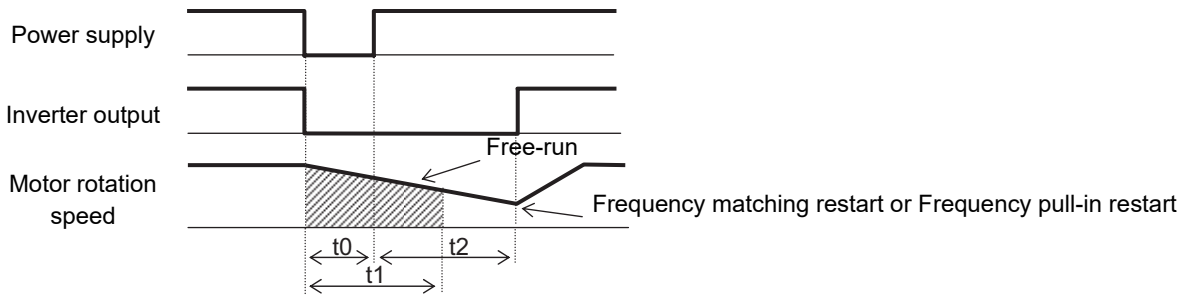 Power supply
Inverter output
Free-run
Motor rotation
speed
Frequency matching restart or Frequency pull-in restart
t0
t2
t1